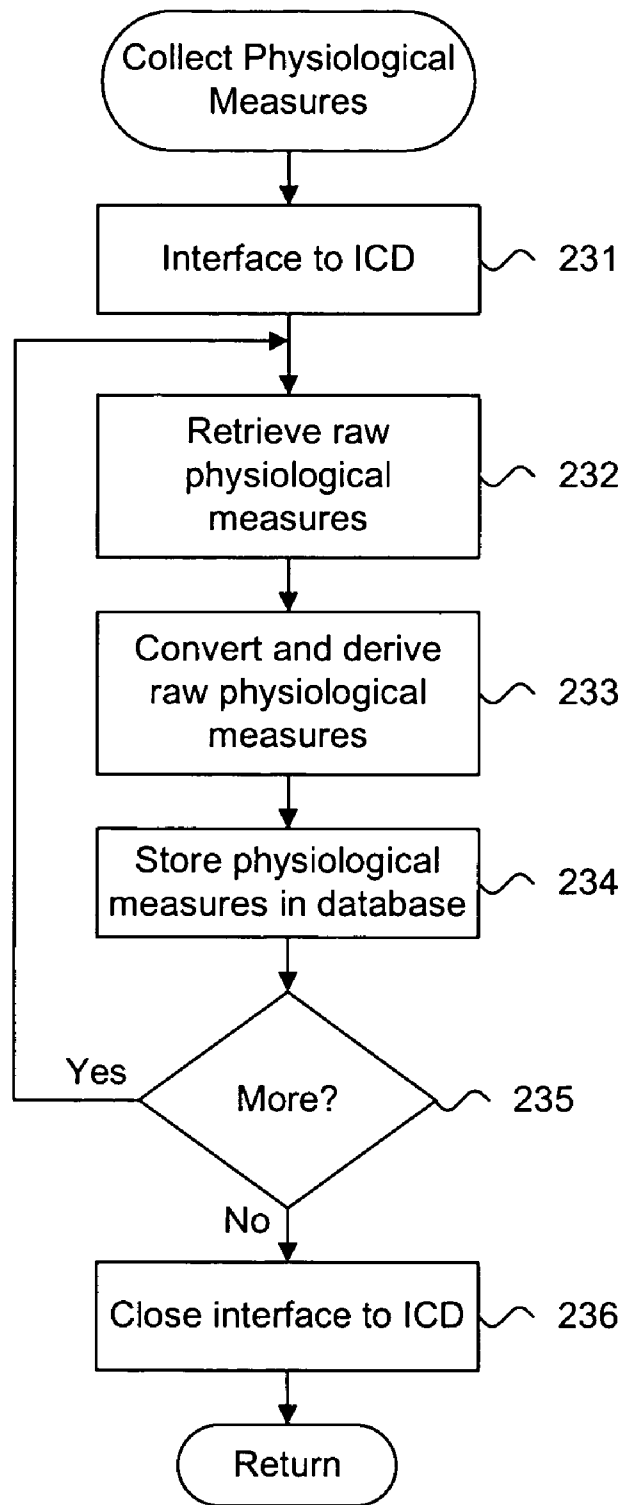 Collect Physiological
Measures
Interface to ICD
231
Retrieve raw
physiological
measures
232
Convert and derive
raw physiological
measures
233
Store physiological
measures in database
234
Yes
More?
235
No
Close interface to ICD
236
Return